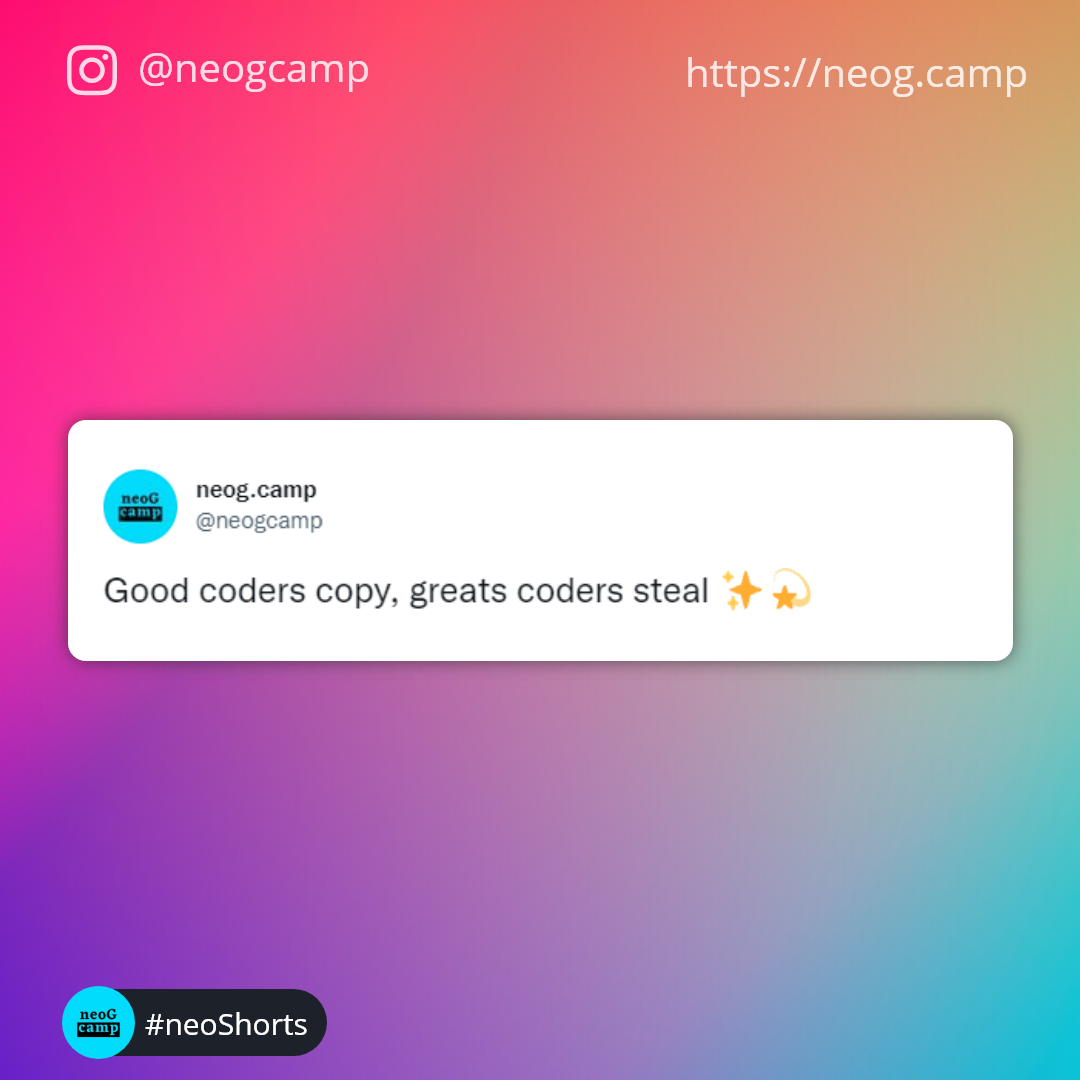 @neogcamp
https://neog.camp
neoG
camp
neog.camp
@neogcamp
Good coders copy, greats coders steal ✨💫
neoG
camp
#neoShorts